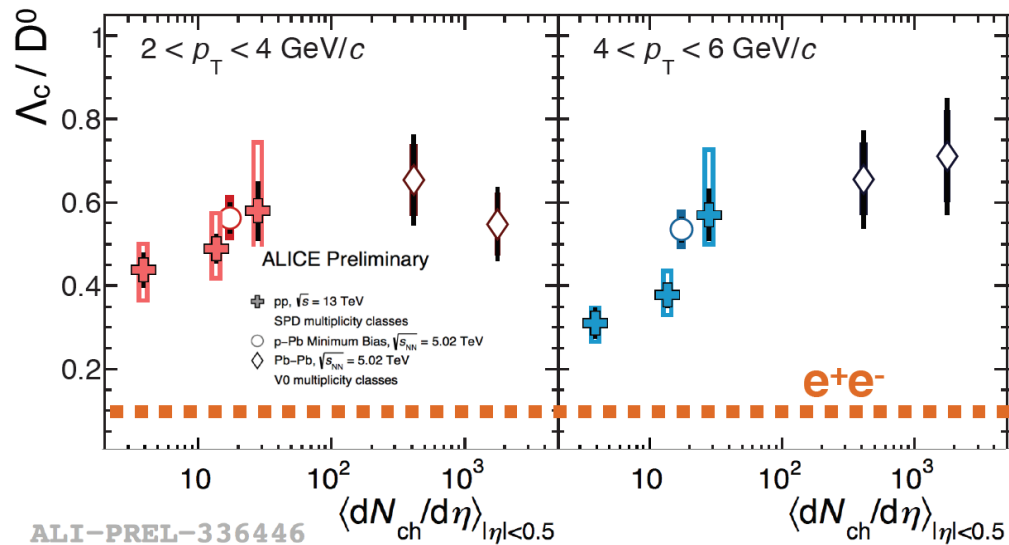 Λc / D⁰
1
0.8
0.6
0.4
0.2
2 < pT < 4 GeV/c
4 < pT < 6 GeV/c
ALICE Preliminary
pp, √s = 13 TeV
SPD multiplicity classes
p-Pb Minimum Bias, √sNN = 5.02 TeV
Pb-Pb, √sNN = 5.02 TeV
V0 multiplicity classes
e⁺e⁻
10 10² 10³
10 10² 10³
⟨dNch/dη⟩|η|<0.5
⟨dNch/dη⟩|η|<0.5
ALI-PREL-336446